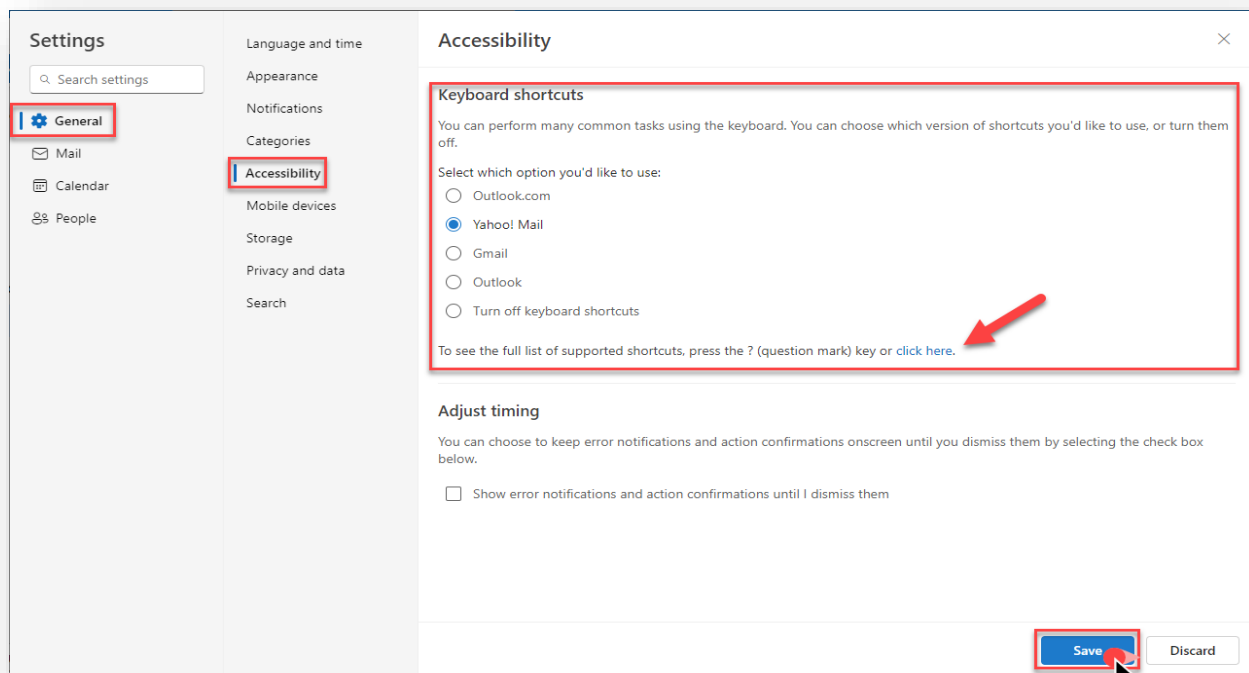 Settings
Search settings
General
Mail
Calendar
People
Language and time
Appearance
Notifications
Categories
Accessibility
Mobile devices
Storage
Privacy and data
Search
Accessibility
Keyboard shortcuts
You can perform many common tasks using the keyboard. You can choose which version of shortcuts you'd like to use, or turn them
off.
Select which option you'd like to use:
Outlook.com
Yahoo! Mail
Gmail
Outlook
Turn off keyboard shortcuts
To see the full list of supported shortcuts, press the ? (question mark) key or click here.
Adjust timing
You can choose to keep error notifications and action confirmations onscreen until you dismiss them by selecting the check box
below.
Show error notifications and action confirmations until I dismiss them
Save
Discard